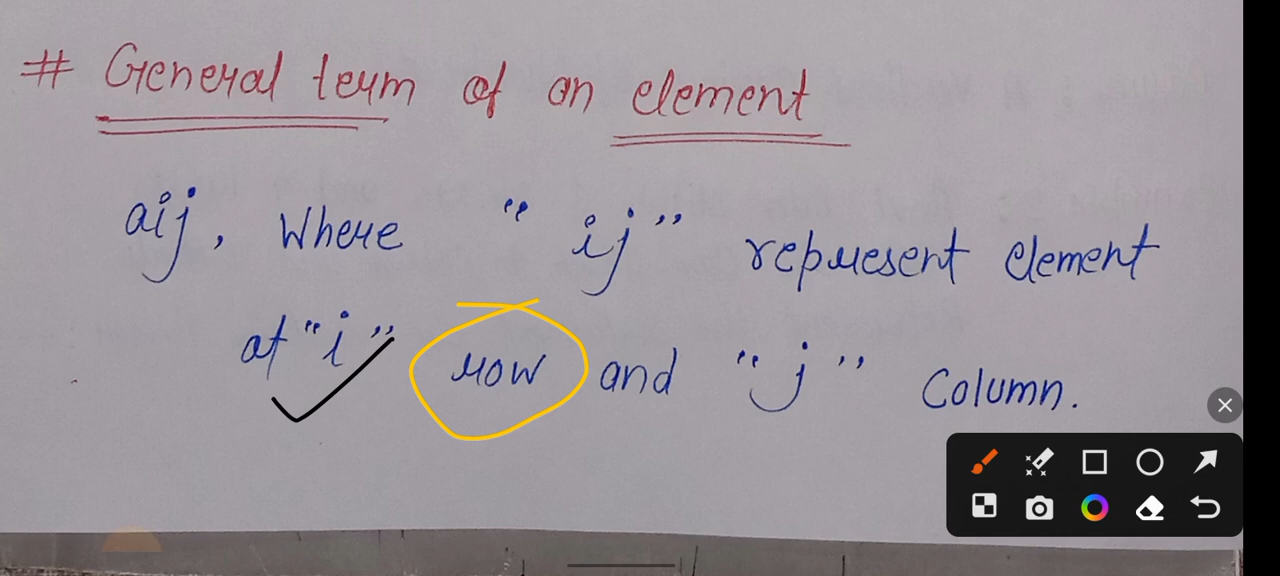 # General term of an element
aij, Where "ij" represent element
at "i" row and "j" Column.